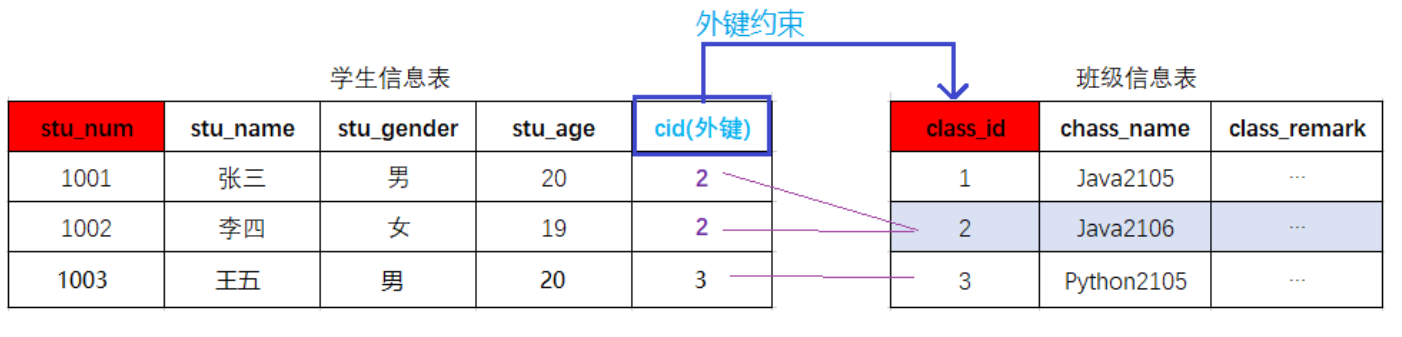 外键约束
学生信息表 班级信息表
stu_num stu_name stu_gender stu_age cid(外键) class_id chass_name class_remark
1001 张三 男 20 2 1 Java2105 ...
1002 李四 女 19 2 2 Java2106 ...
1003 王五 男 20 3 3 Python2105 ...